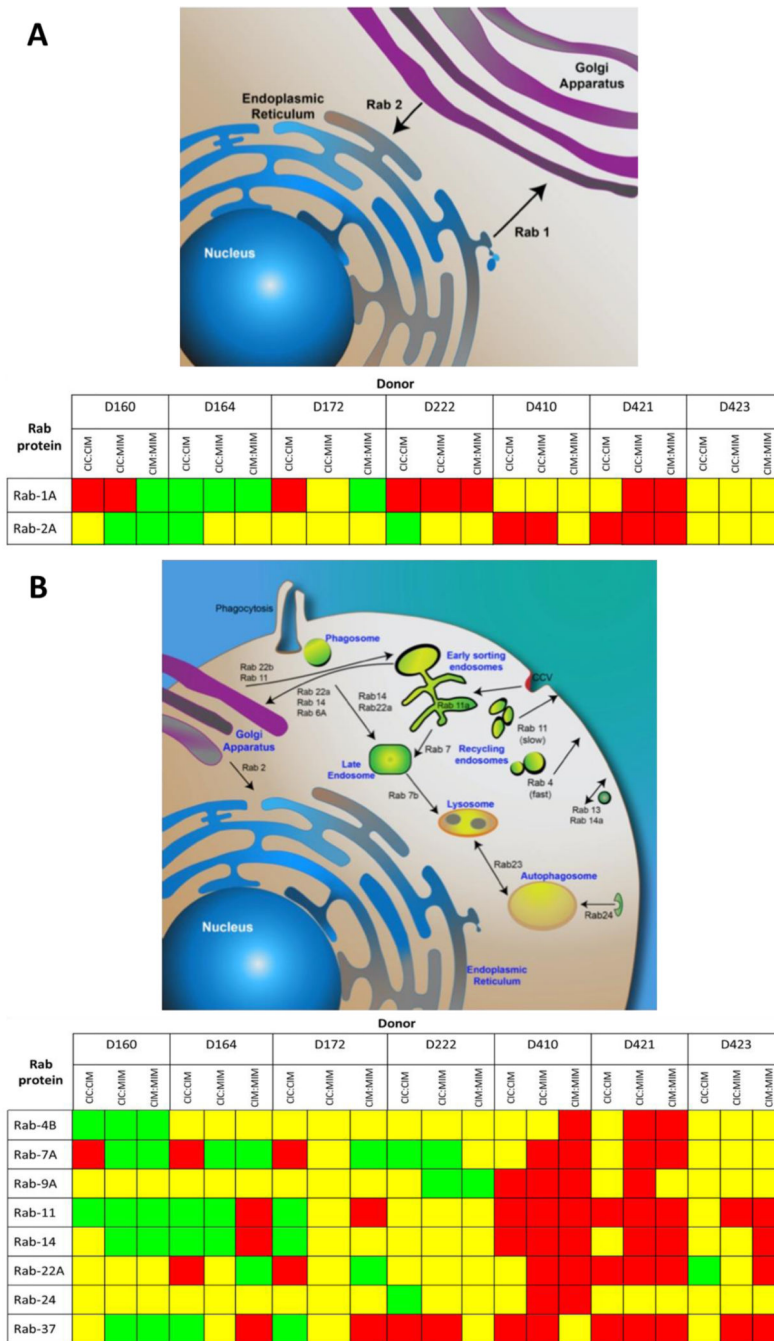 A
Golgi
Apparatus
Endoplasmic
Reticulum
Rab 2
Rab 1
Nucleus
Donor
Rab
protein
D160 D164 D172 D222 D410 D421 D423
CIC:CIM CIC:MIM CIM:MIM CIC:CIM CIC:MIM CIM:MIM CIC:CIM CIC:MIM CIM:MIM CIC:CIM CIC:MIM CIM:MIM CIC:CIM CIC:MIM CIM:MIM CIC:CIM CIC:MIM CIM:MIM CIC:CIM CIC:MIM CIM:MIM
Rab-1A
Rab-2A
B
Phagocytosis
Phagosome
Early sorting
endosomes
CCV
Rab 22b
Rab 11
Rab 22a
Rab 14
Rab 6A
Rab14
Rab22a
Rab 11a
Rab 11
(slow)
Golgi
Apparatus
Rab 7
Recycling
endosomes
Late
Endosome
Rab 4
(fast)
Rab 2
Rab 7b
Lysosome
Rab 13
Rab 14a
Rab23
Autophagosome
Rab24
Nucleus
Endoplasmic
Reticulum
Donor
Rab
protein
D160 D164 D172 D222 D410 D421 D423
CIC:CIM CIC:MIM CIM:MIM CIC:CIM CIC:MIM CIM:MIM CIC:CIM CIC:MIM CIM:MIM CIC:CIM CIC:MIM CIM:MIM CIC:CIM CIC:MIM CIM:MIM CIC:CIM CIC:MIM CIM:MIM CIC:CIM CIC:MIM CIM:MIM
Rab-4B
Rab-7A
Rab-9A
Rab-11
Rab-14
Rab-22A
Rab-24
Rab-37